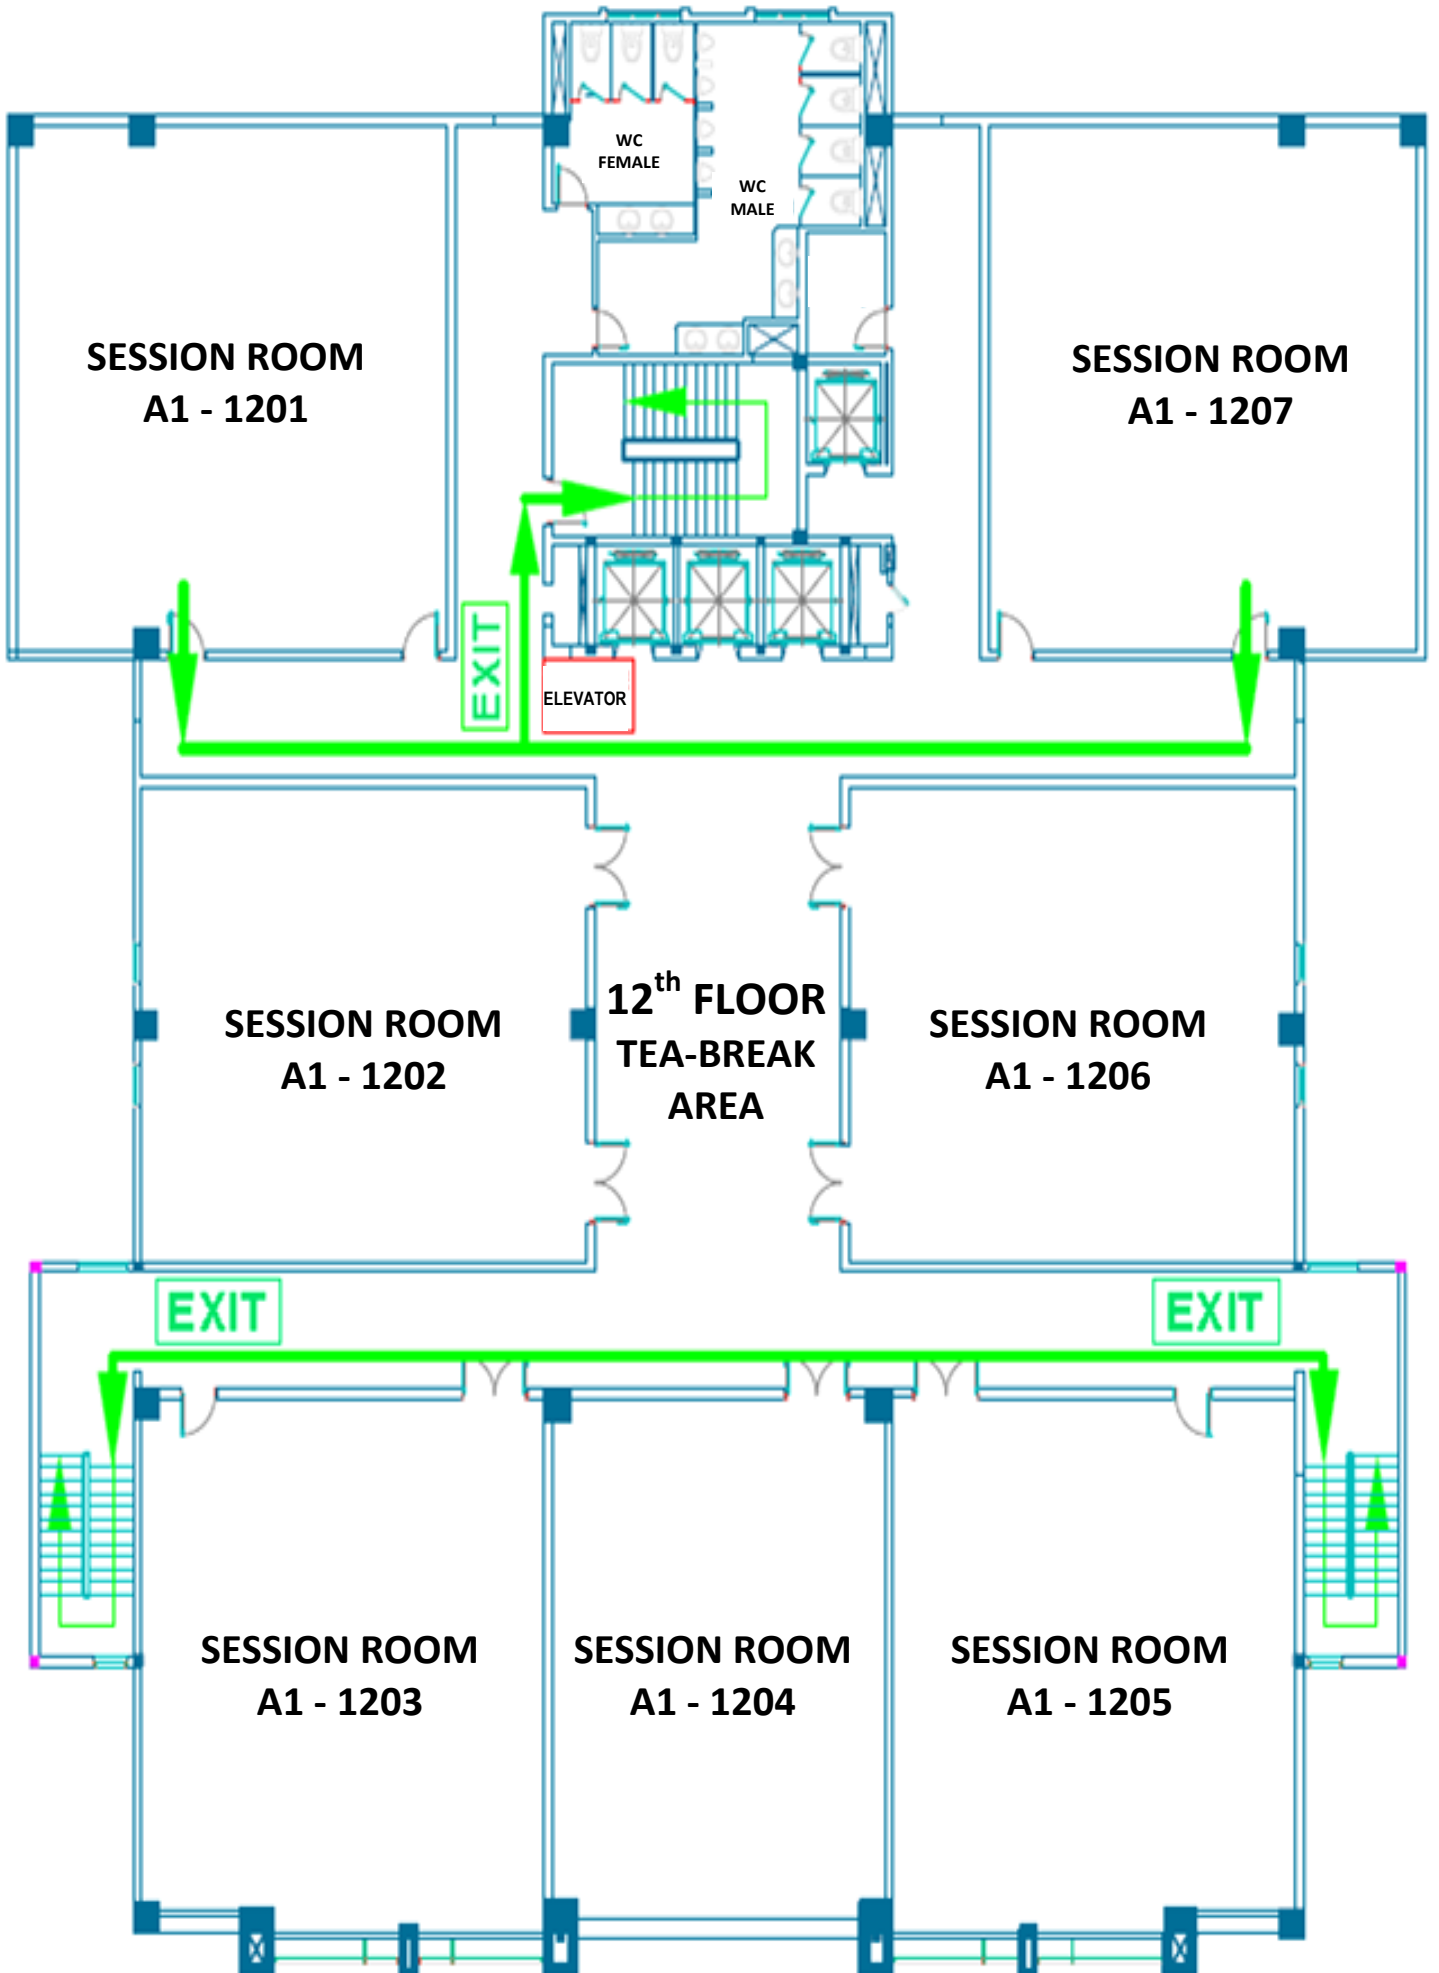 WC
FEMALE
WC
MALE
SESSION ROOM
A1 - 1201
SESSION ROOM
A1 - 1207
EXIT
ELEVATOR
12th FLOOR
TEA-BREAK
AREA
SESSION ROOM
A1 - 1202
SESSION ROOM
A1 - 1206
EXIT
EXIT
SESSION ROOM
A1 - 1203
SESSION ROOM
A1 - 1204
SESSION ROOM
A1 - 1205